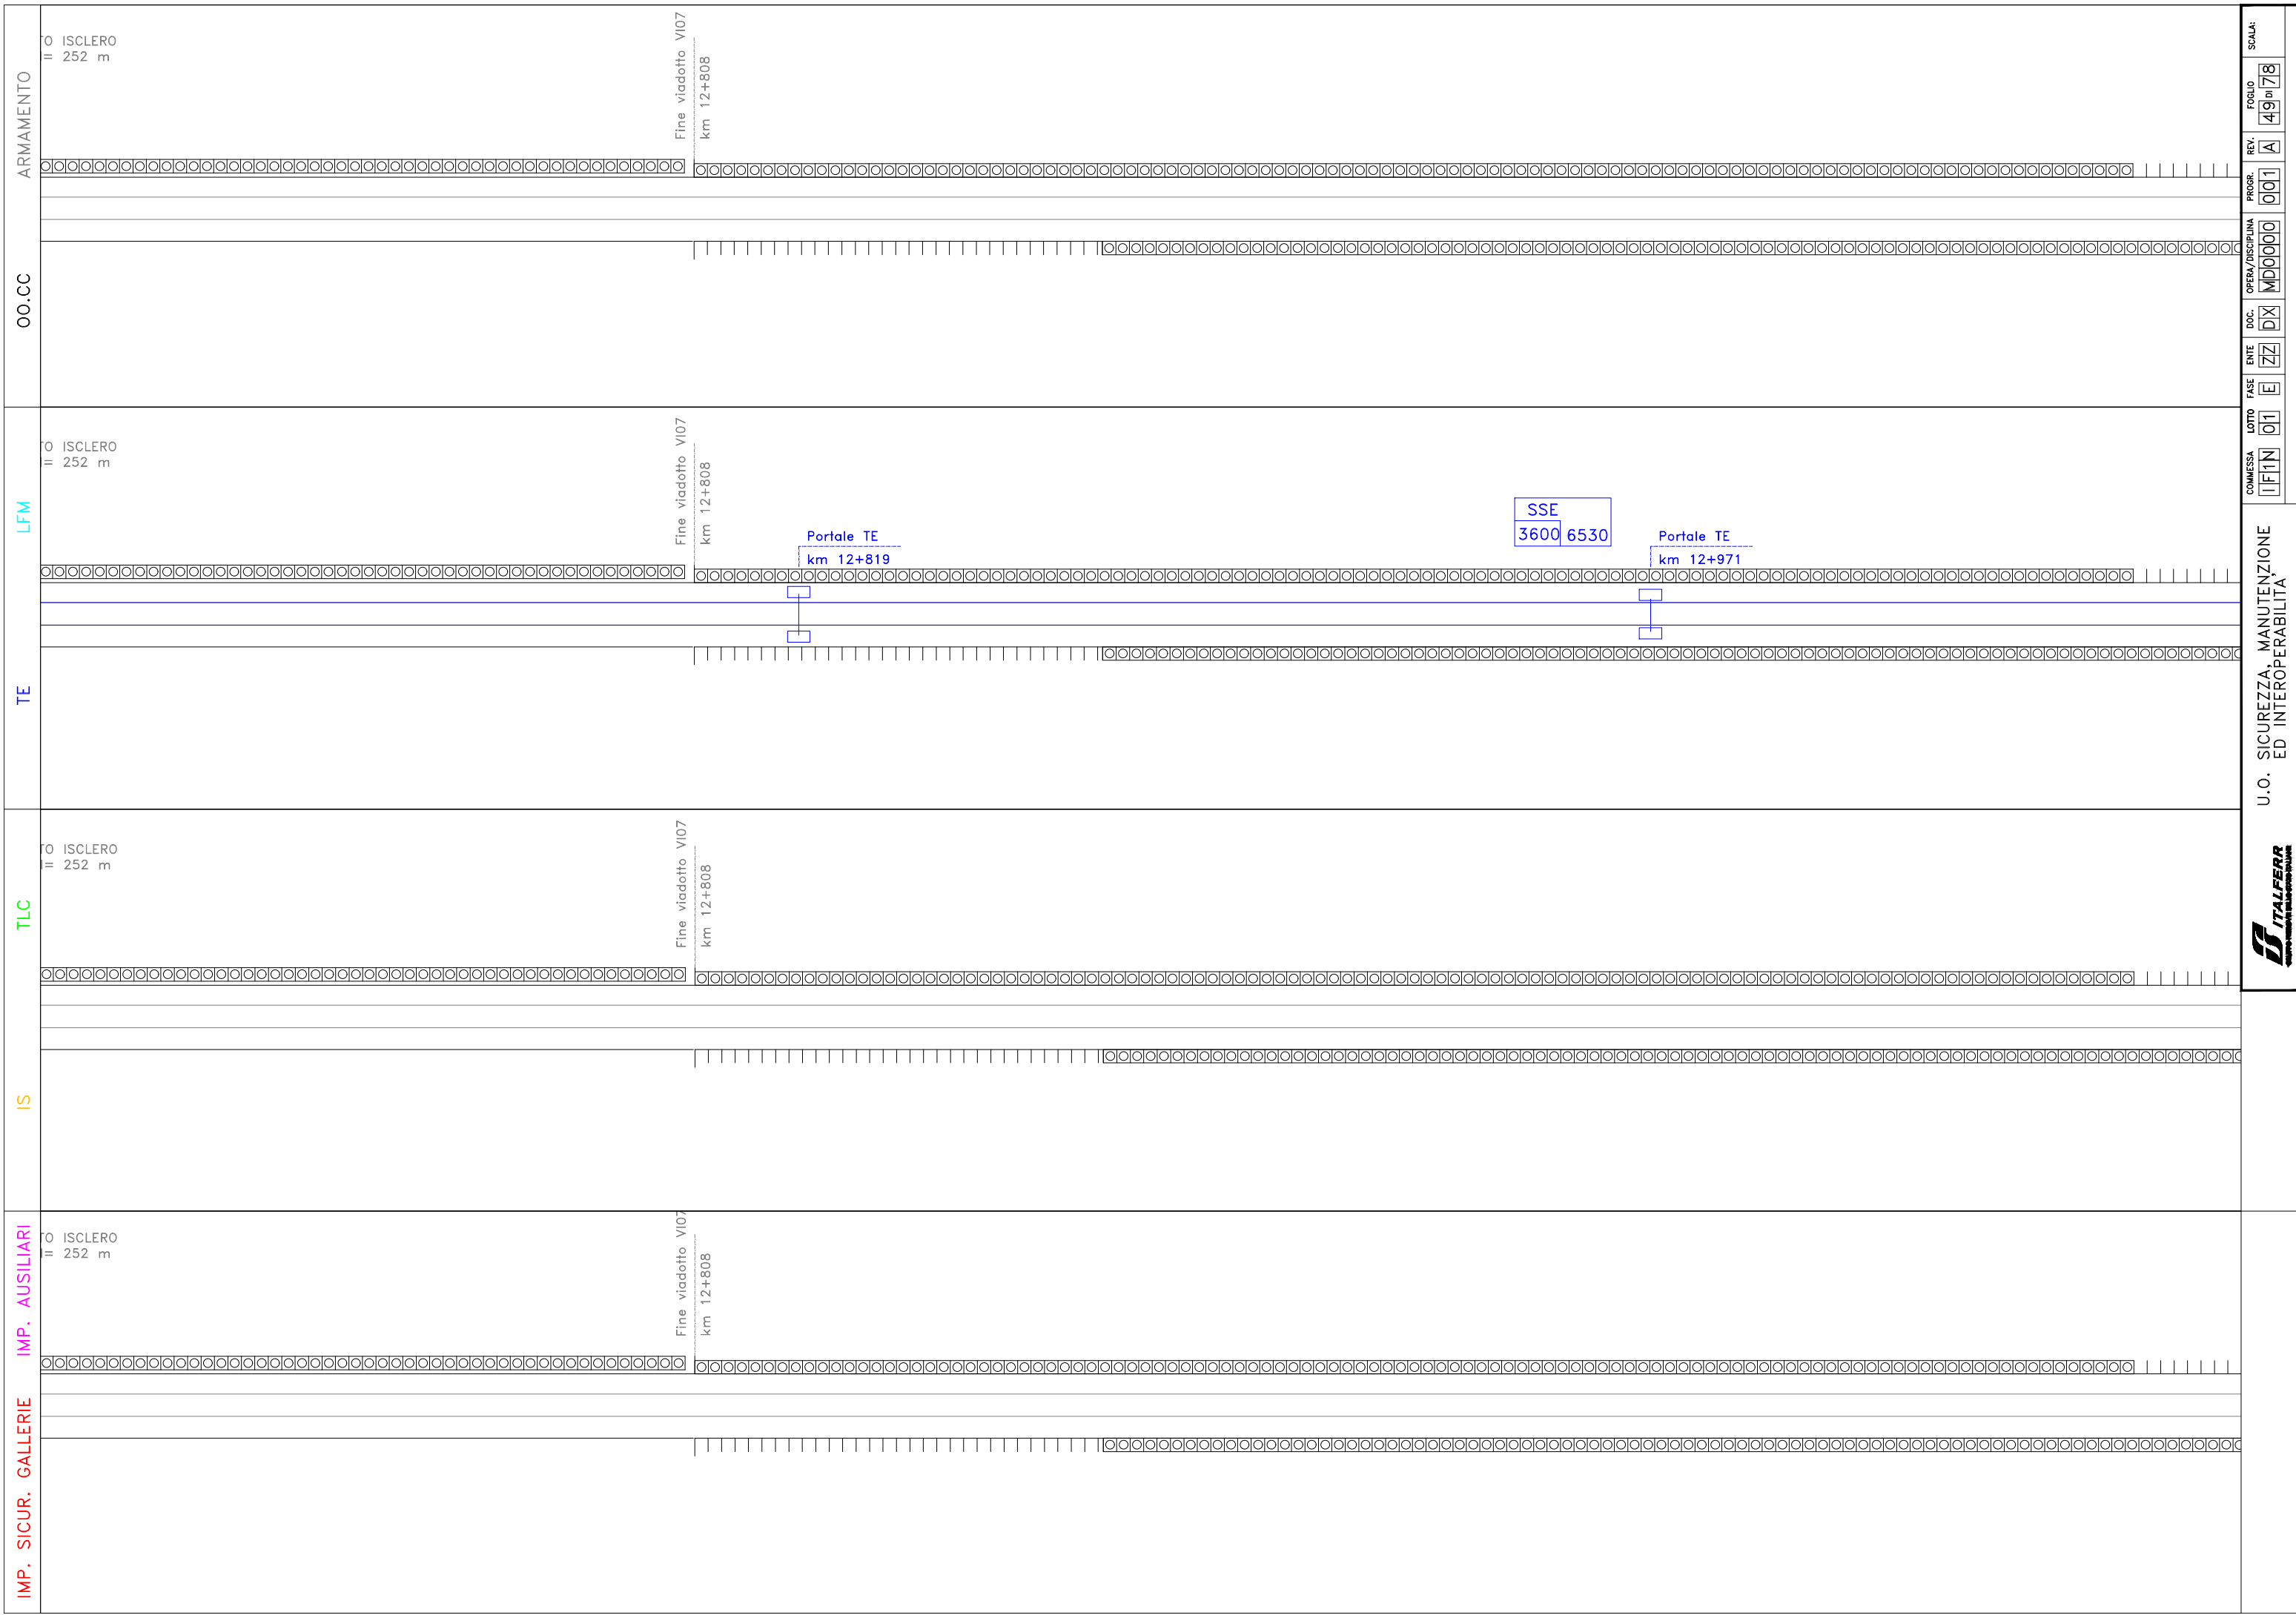 ARMAMENTO
OO.CC
TO ISCLERO
= 252 m
Fine viadotto VI07
km 12+808
LFM
TE
TO ISCLERO
= 252 m
Fine viadotto VI07
km 12+808
Portale TE
km 12+819
SSE
3600 6530
Portale TE
km 12+971
TLC
IS
TO ISCLERO
= 252 m
Fine viadotto VI07
km 12+808
IMP. AUSILIARI
IMP. SICUR. GALLERIE
TO ISCLERO
= 252 m
Fine viadotto VI07
km 12+808
ITALFERR
U.O. SICUREZZA, MANUTENZIONE
ED INTEROPERABILITA'
COMMESSA LOTTO FASE ENTE DOC. OPERA/DISCIPLINA PROGR. REV. FOGLIO SCALA:
IF1N 01 E ZZ DX MD0000 001 A 49 DI 78